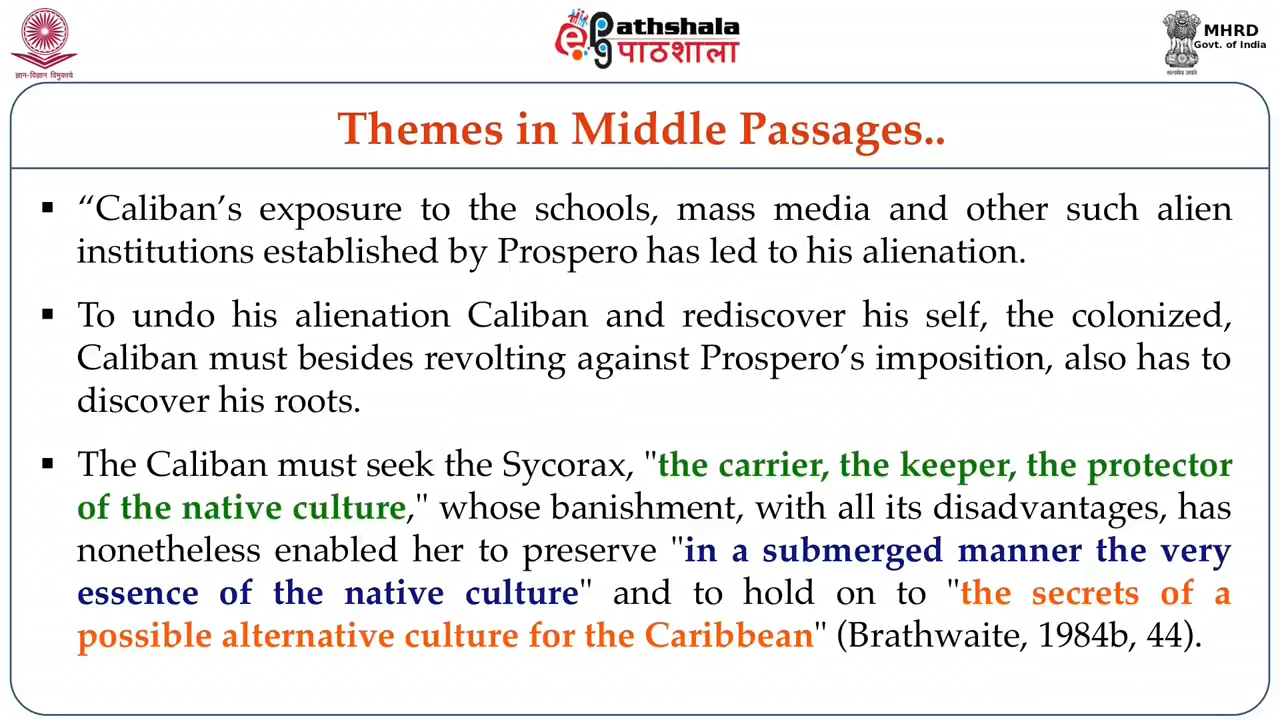 ज्ञान-विज्ञान विमुक्तये
ePg Pathshala
पाठशाला
MHRD
Govt. of India
सत्यमेव जयते
Themes in Middle Passages..
▪ “Caliban’s exposure to the schools, mass media and other such alien
institutions established by Prospero has led to his alienation.
▪ To undo his alienation Caliban and rediscover his self, the colonized,
Caliban must besides revolting against Prospero’s imposition, also has to
discover his roots.
▪ The Caliban must seek the Sycorax, "the carrier, the keeper, the protector
of the native culture," whose banishment, with all its disadvantages, has
nonetheless enabled her to preserve "in a submerged manner the very
essence of the native culture" and to hold on to "the secrets of a
possible alternative culture for the Caribbean" (Brathwaite, 1984b, 44).